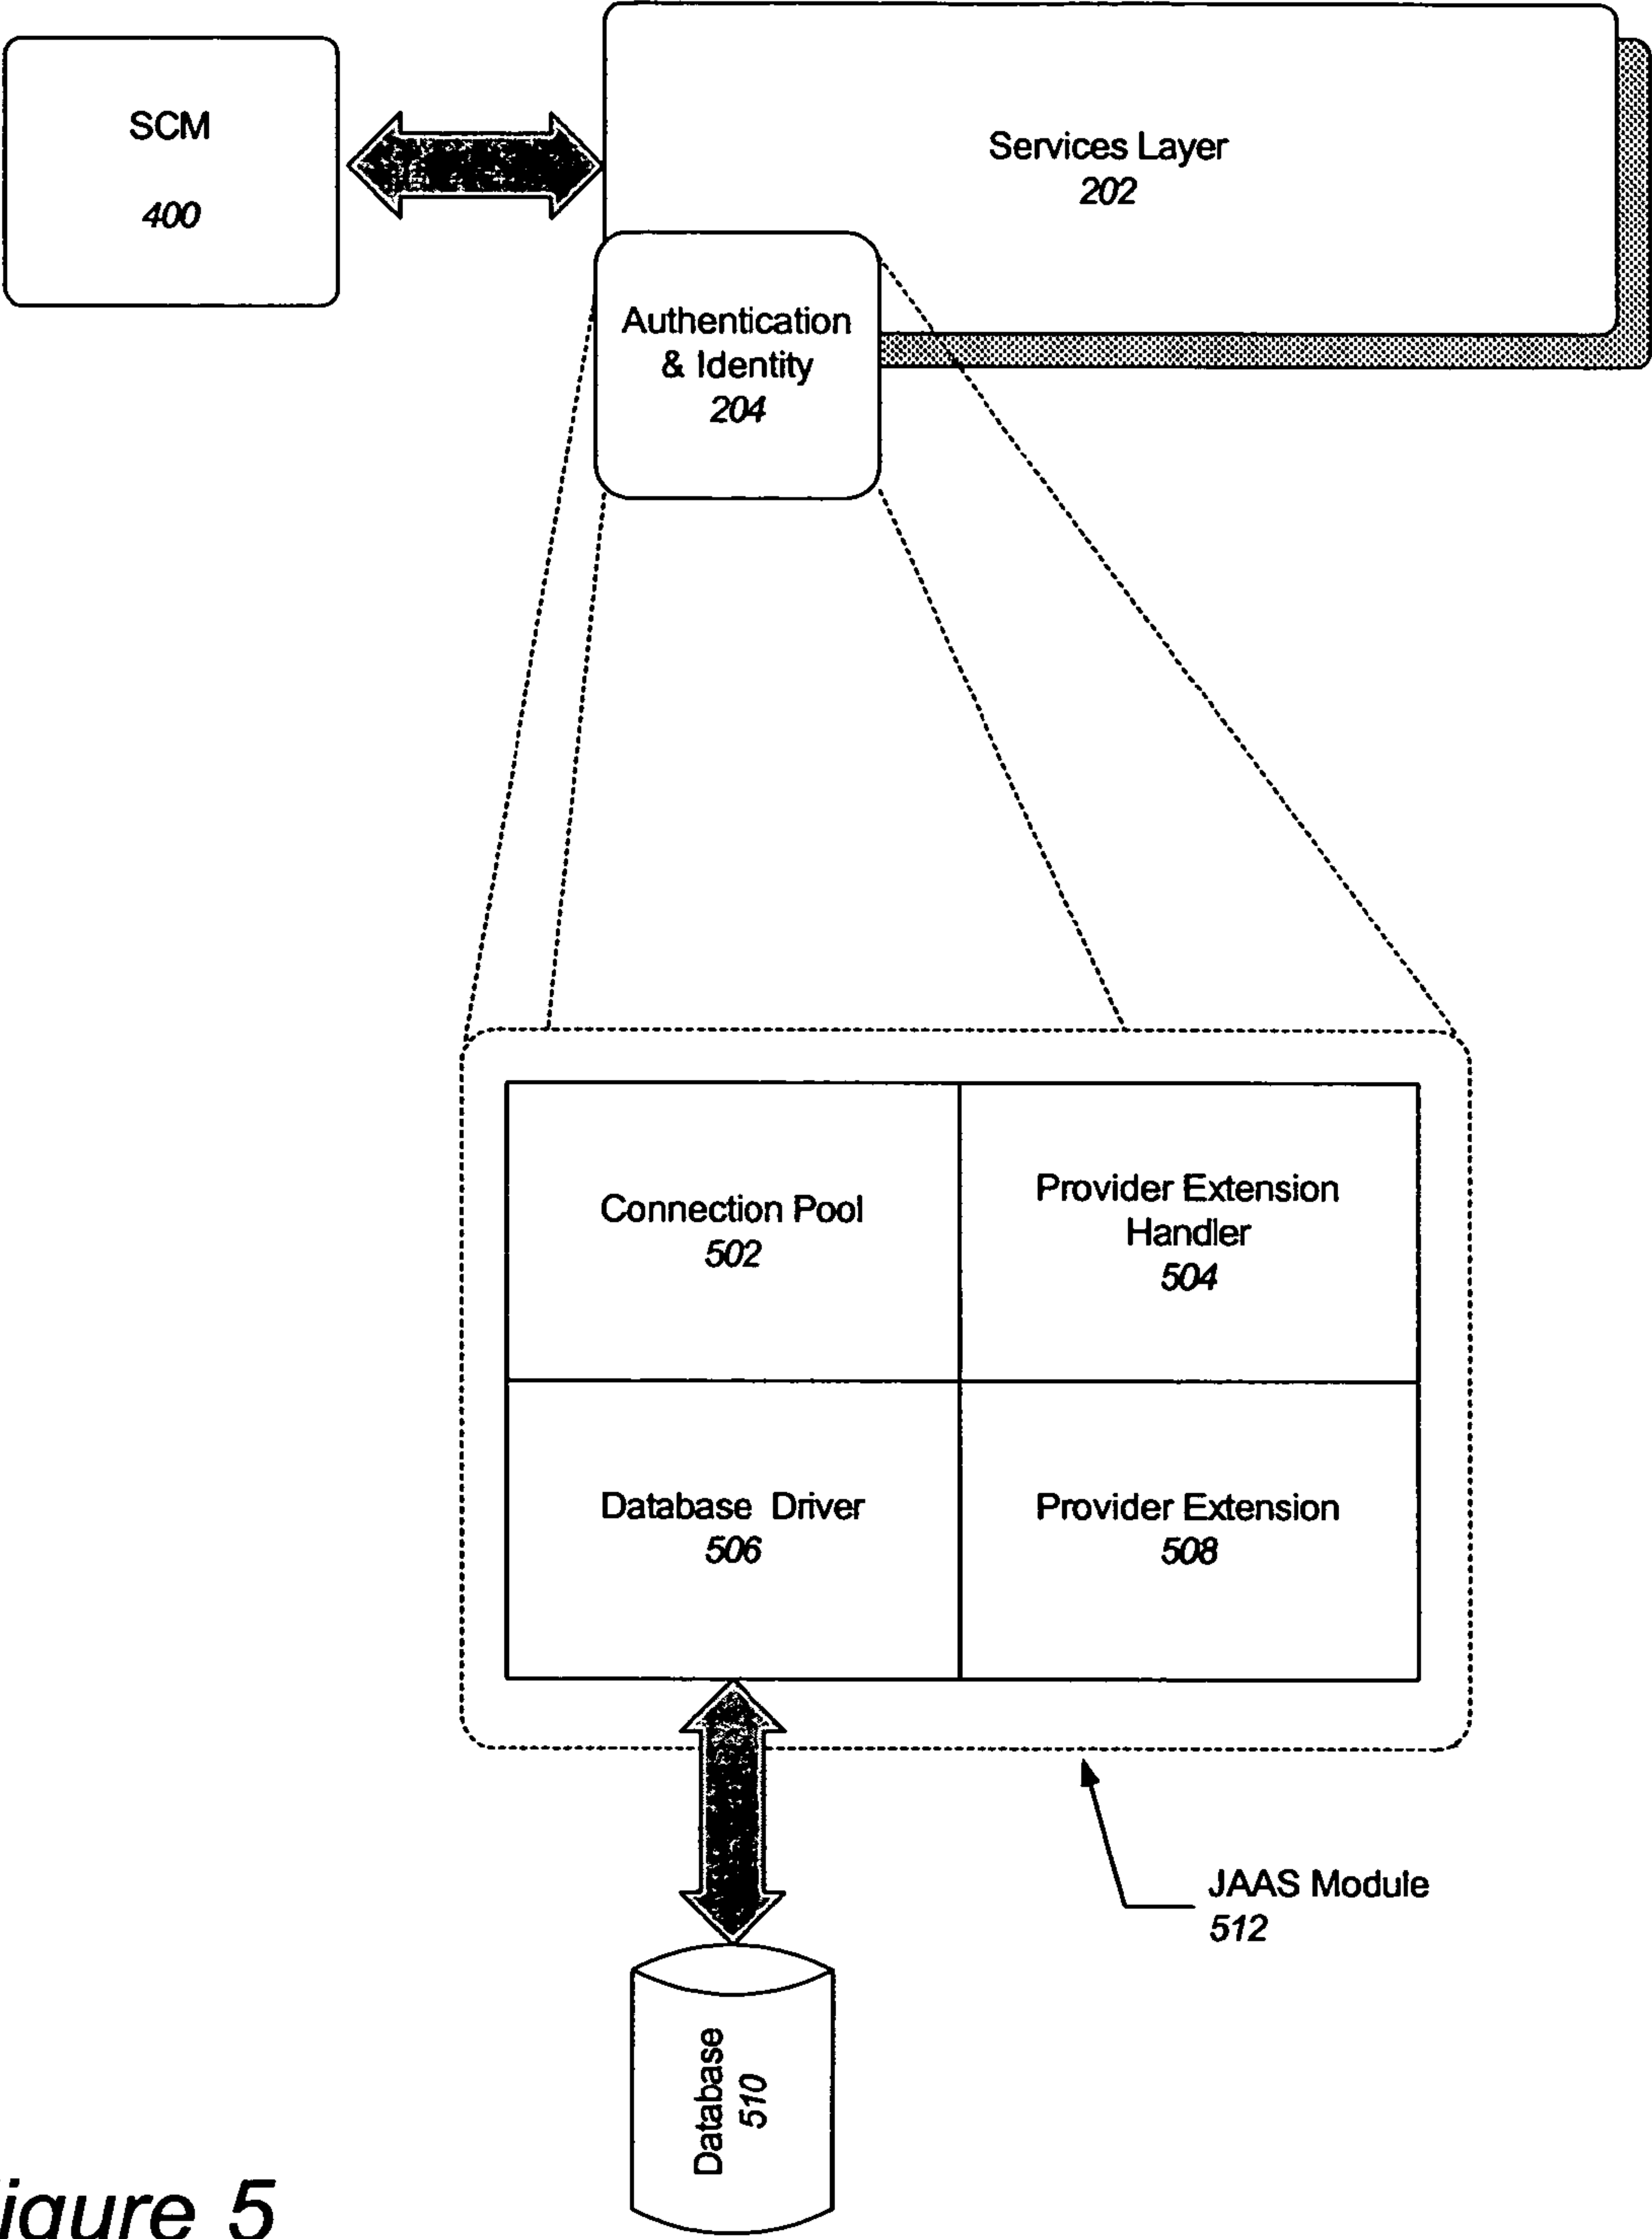 SCM
400
Services Layer
202
Authentication
& Identity
204
Connection Pool
502
Provider Extension
Handler
504
Database Driver
506
Provider Extension
508
JAAS Module
512
Database
510
igure 5